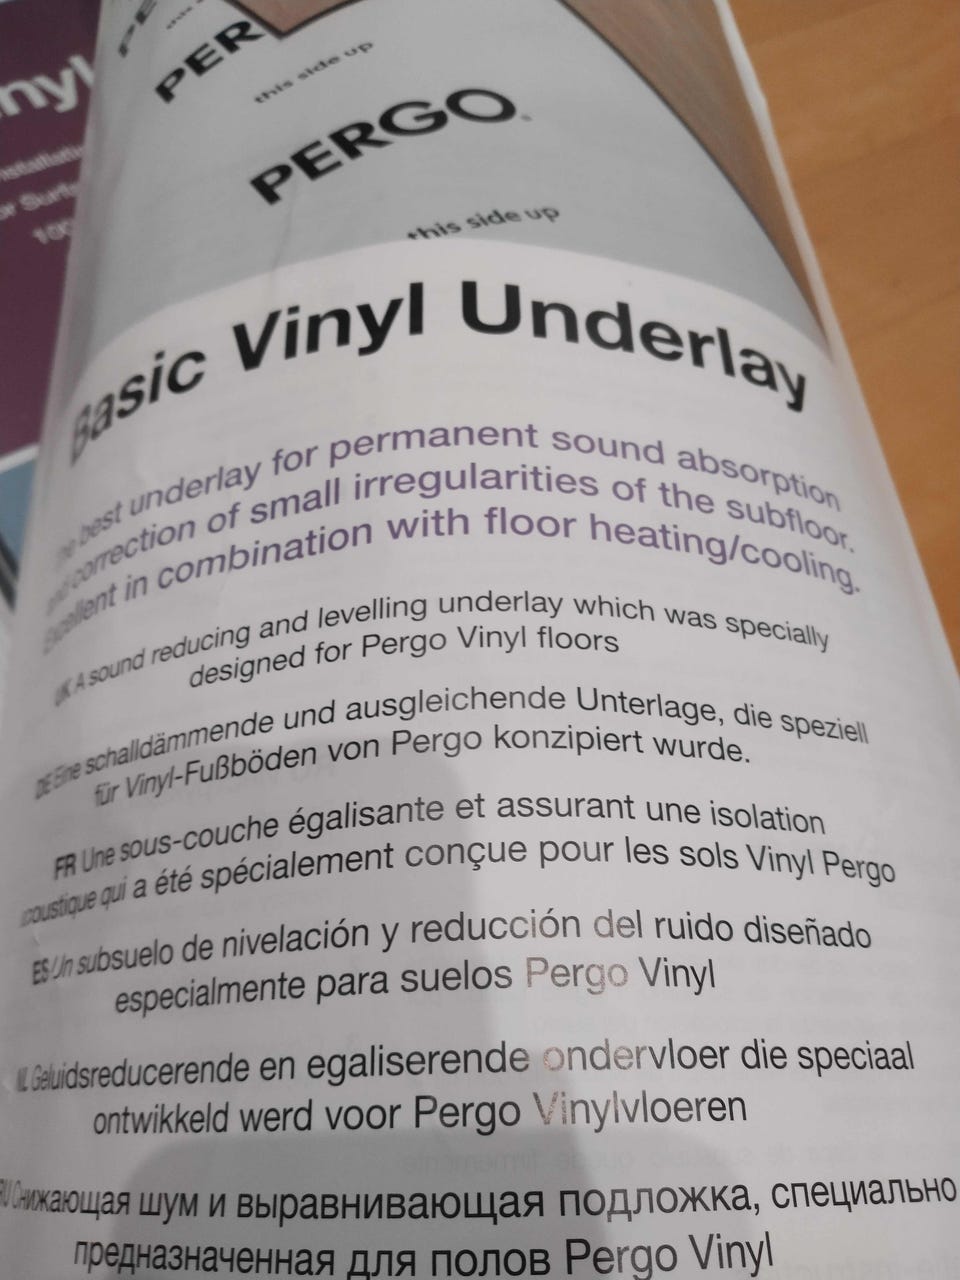 PER
this side up
PERGO
this side up
Basic Vinyl Underlay
The best underlay for permanent sound absorption
and correction of small irregularities of the subfloor.
Excellent in combination with floor heating/cooling.
UK A sound reducing and levelling underlay which was specially
designed for Pergo Vinyl floors
DE Eine schalldämmende und ausgleichende Unterlage, die speziell
für Vinyl-Fußböden von Pergo konzipiert wurde.
FR Une sous-couche égalisante et assurant une isolation
acoustique qui a été spécialement conçue pour les sols Vinyl Pergo
ES Un subsuelo de nivelación y reducción del ruido diseñado
especialmente para suelos Pergo Vinyl
NL Geluidsreducerende en egaliserende ondervloer die speciaal
ontwikkeld werd voor Pergo Vinylvloeren
RU Снижающая шум и выравнивающая подложка, специально
предназначенная для полов Pergo Vinyl